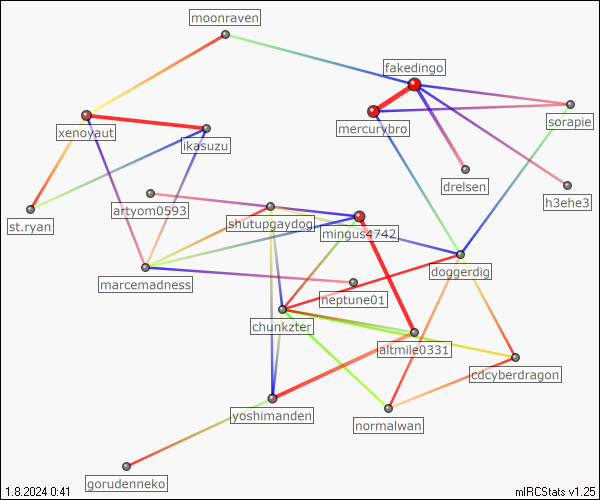 moonraven
fakedingo
mercurybro
sorapie
xenoyaut
ikasuzu
drelsen
h3ehe3
st.ryan
artyom0593
shutupgaydog
mingus4742
doggerdig
marcemadness
neptune01
chunkzter
altmile0331
cdcyberdragon
yoshimanden
normalwan
gorudenneko
1.8.2024 0:41
mIRCStats v1.25